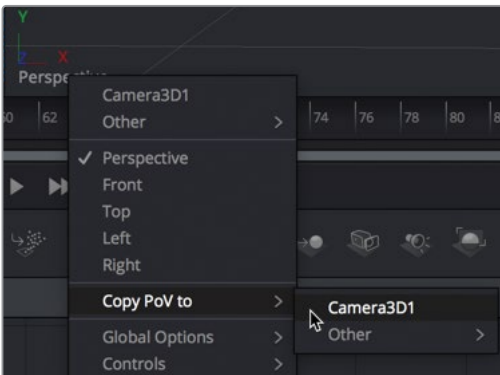 Y
Z X
Perspective
60 62 74 76 78 80
Camera3D1
Other >
✓ Perspective
Front
Top
Left
Right
Copy PoV to >
Camera3D1
Other >
Global Options >
Controls >